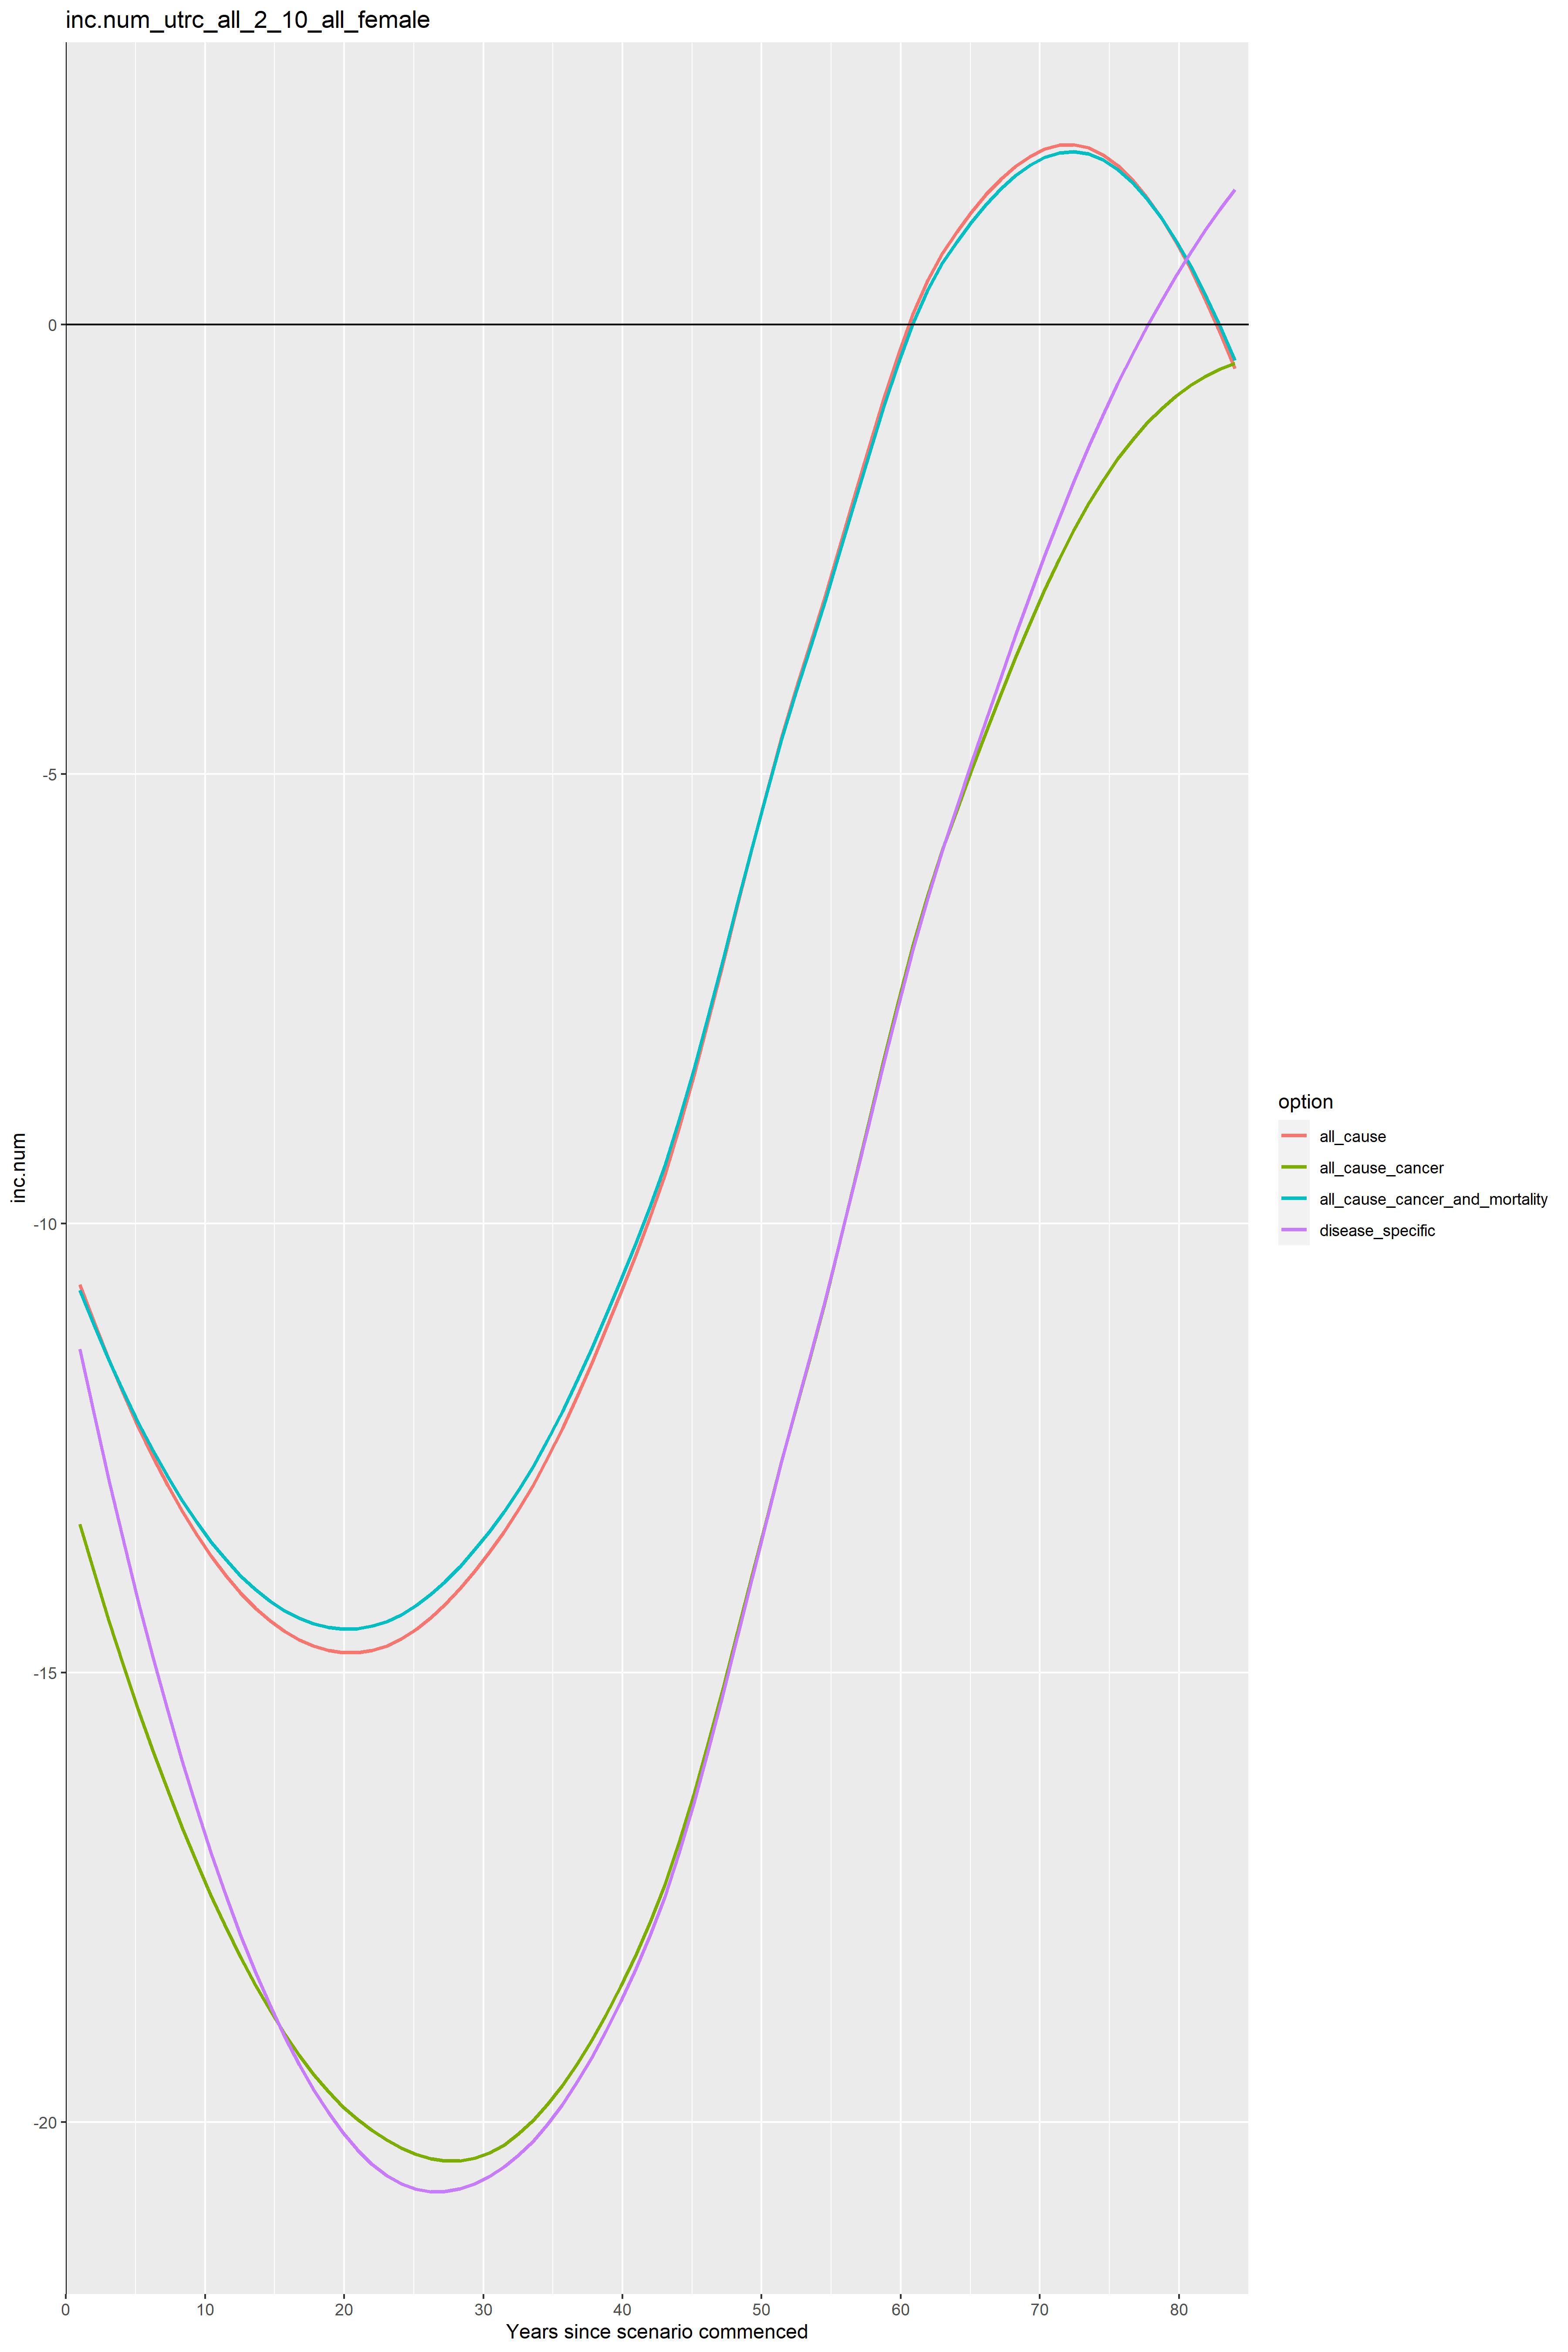 inc.num_utrc_all_2_10_all_female
0
-5
-10
-15
-20
inc.num
0 10 20 30 40 50 60 70 80
Years since scenario commenced
option
all_cause
all_cause_cancer
all_cause_cancer_and_mortality
disease_specific